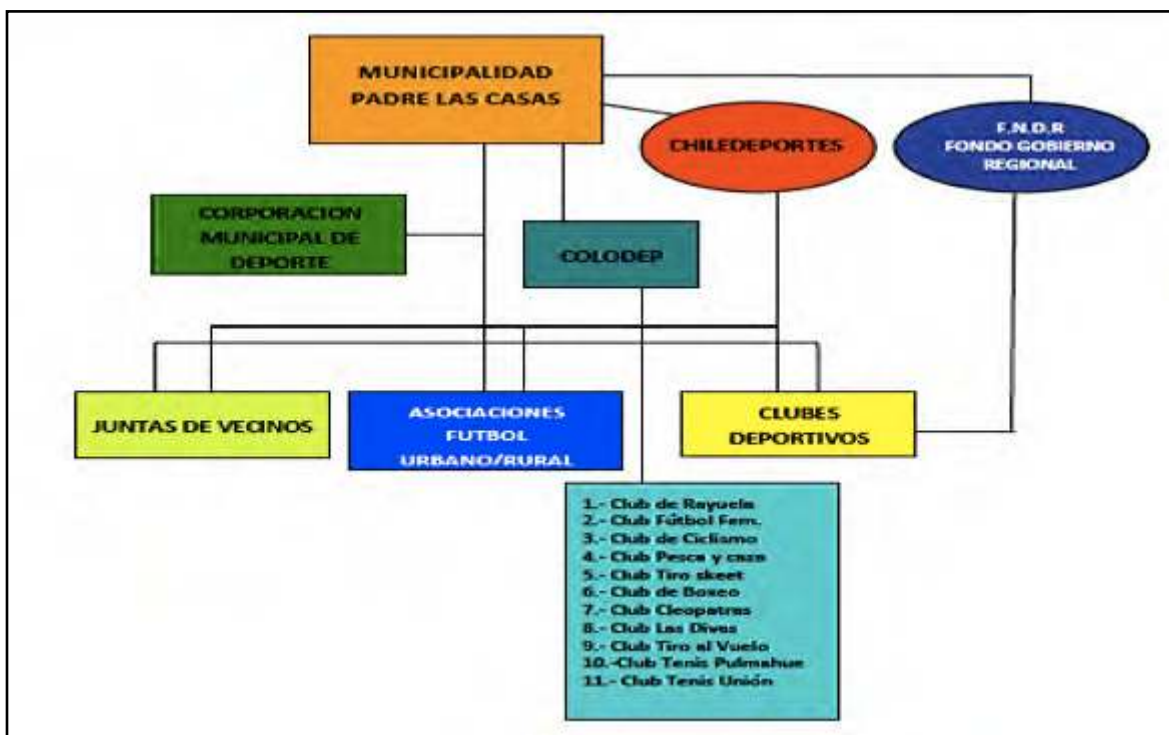 MUNICIPALIDAD
PADRE LAS CASAS
CHILEDEPORTES
F.N.D.R
FONDO GOBIERNO
REGIONAL
CORPORACION
MUNICIPAL DE
DEPORTE
COLODEP
JUNTAS DE VECINOS
ASOCIACIONES
FUTBOL
URBANO/RURAL
CLUBES
DEPORTIVOS
1.- Club de Rayuela
2.- Club Fútbol Fem.
3.- Club de Ciclismo
4.- Club Pesca y caza
5.- Club Tiro skeet
6.- Club de Boxeo
7.- Club Cleopatras
8.- Club Las Divas
9.- Club Tiro al Vuelo
10.-Club Tenis Pulmahue
11.- Club Tenis Unión